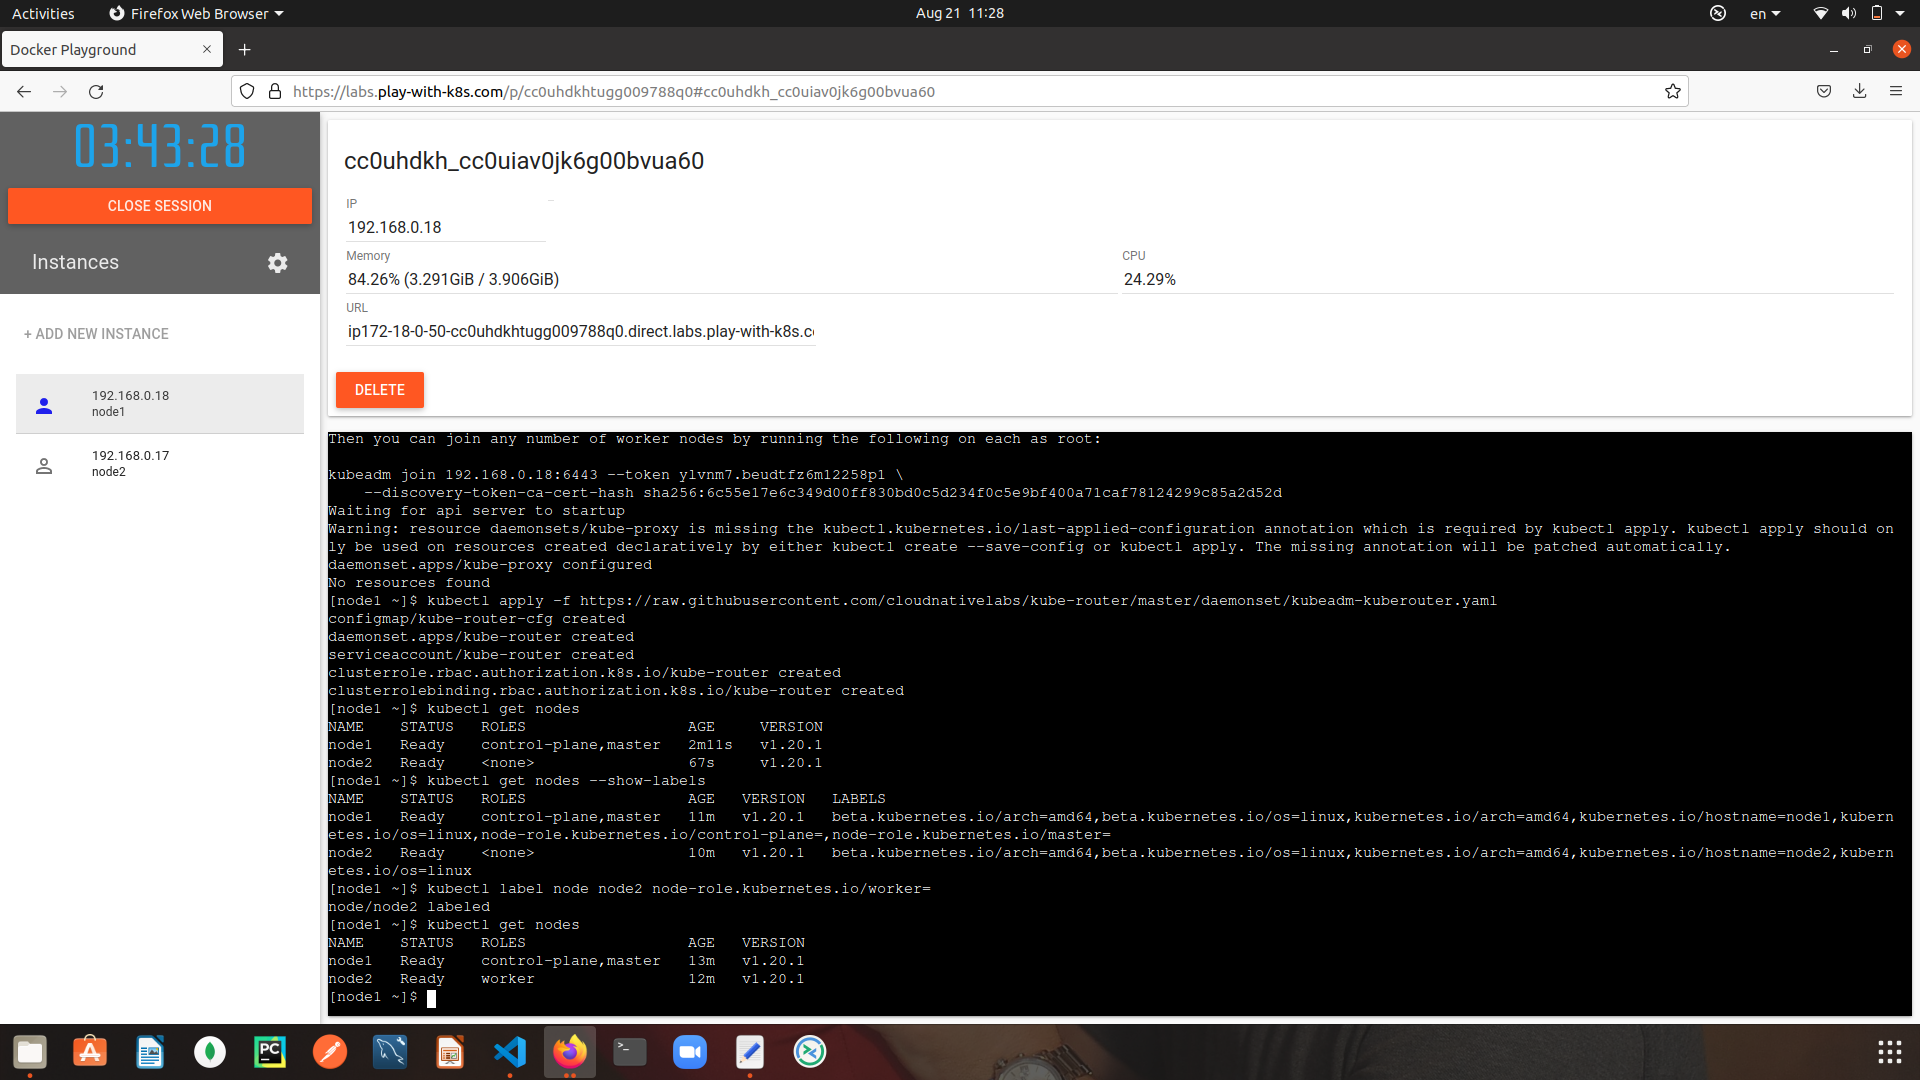 Activities
Firefox Web Browser
Aug 21 11:28
en
Docker Playground
https://labs.play-with-k8s.com/p/cc0uhdkhtugg009788q0#cc0uhdkh_cc0uiav0jk6g00bvua60
03:43:28
CLOSE SESSION
Instances
+ ADD NEW INSTANCE
192.168.0.18
node1
192.168.0.17
node2
cc0uhdkh_cc0uiav0jk6g00bvua60
IP
192.168.0.18
Memory
CPU
84.26% (3.291GiB / 3.906GiB)
24.29%
URL
ip172-18-0-50-cc0uhdkhtugg009788q0.direct.labs.play-with-k8s.c
DELETE
Then you can join any number of worker nodes by running the following on each as root:
kubeadm join 192.168.0.18:6443 --token ylvnm7.beudtfz6m12258p1 \
--discovery-token-ca-cert-hash sha256:6c55e17e6c349d00ff830bd0c5d234f0c5e9bf400a71caf78124299c85a2d52d
Waiting for api server to startup
Warning: resource daemonsets/kube-proxy is missing the kubectl.kubernetes.io/last-applied-configuration annotation which is required by kubectl apply. kubectl apply should on
ly be used on resources created declaratively by either kubectl create --save-config or kubectl apply. The missing annotation will be patched automatically.
daemonset.apps/kube-proxy configured
No resources found
[node1 ~]$ kubectl apply -f https://raw.githubusercontent.com/cloudnativelabs/kube-router/master/daemonset/kubeadm-kuberouter.yaml
configmap/kube-router-cfg created
daemonset.apps/kube-router created
serviceaccount/kube-router created
clusterrole.rbac.authorization.k8s.io/kube-router created
clusterrolebinding.rbac.authorization.k8s.io/kube-router created
[node1 ~]$ kubectl get nodes
NAME STATUS ROLES AGE VERSION
node1 Ready control-plane,master 2m11s v1.20.1
node2 Ready <none> 67s v1.20.1
[node1 ~]$ kubectl get nodes --show-labels
NAME STATUS ROLES AGE VERSION LABELS
node1 Ready control-plane,master 11m v1.20.1 beta.kubernetes.io/arch=amd64,beta.kubernetes.io/os=linux,kubernetes.io/arch=amd64,kubernetes.io/hostname=node1,kubern
etes.io/os=linux,node-role.kubernetes.io/control-plane=,node-role.kubernetes.io/master=
node2 Ready <none> 10m v1.20.1 beta.kubernetes.io/arch=amd64,beta.kubernetes.io/os=linux,kubernetes.io/arch=amd64,kubernetes.io/hostname=node2,kubern
etes.io/os=linux
[node1 ~]$ kubectl label node node2 node-role.kubernetes.io/worker=
node/node2 labeled
[node1 ~]$ kubectl get nodes
NAME STATUS ROLES AGE VERSION
node1 Ready control-plane,master 13m v1.20.1
node2 Ready worker 12m v1.20.1
[node1 ~]$
PC